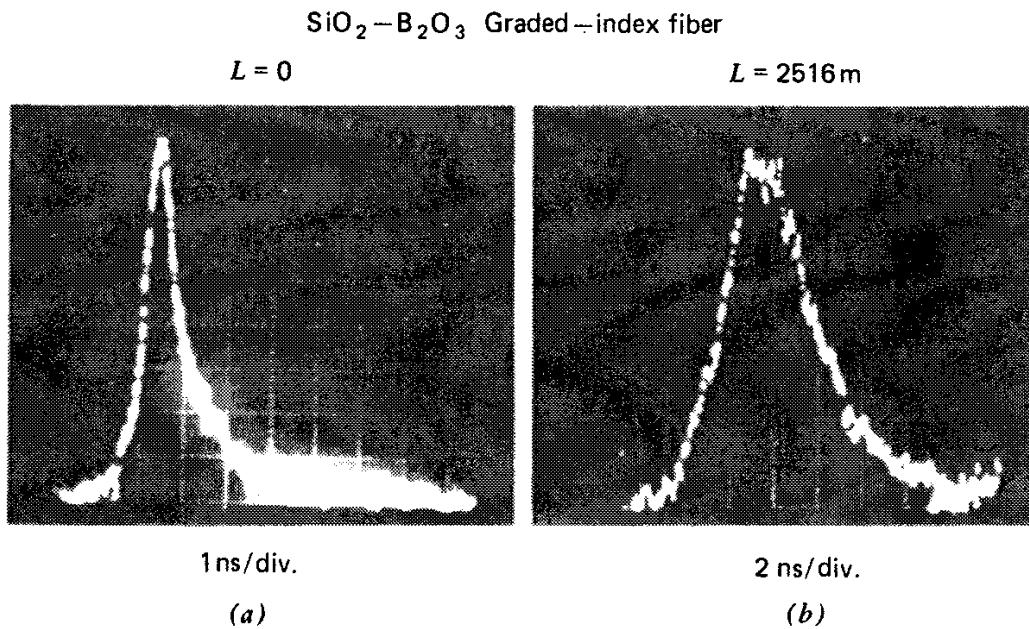 SiO₂–B₂O₃ Graded–index fiber
L = 0
L = 2516 m
1 ns/div.
2 ns/div.
(a)
(b)